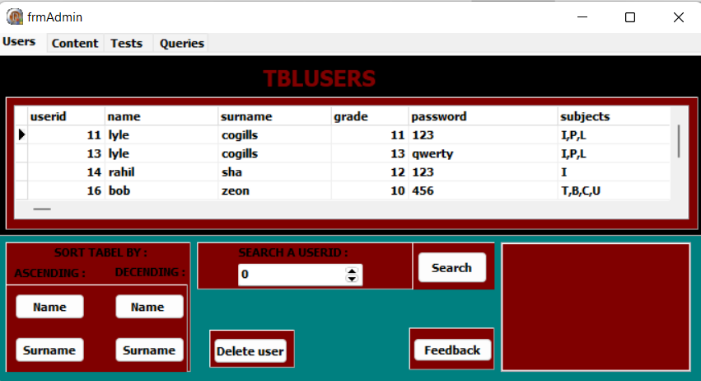 frmAdmin
Users Content Tests Queries
TBLUSERS
userid name surname grade password subjects
11 lyle cogills 11 123 I,P,L
13 lyle cogills 13 qwerty I,P,L
14 rahil sha 12 123 I
16 bob zeon 10 456 T,B,C,U
SORT TABEL BY :
ASCENDING : DECENDING :
Name Name
Surname Surname
SEARCH A USERID :
0
Search
Delete user
Feedback